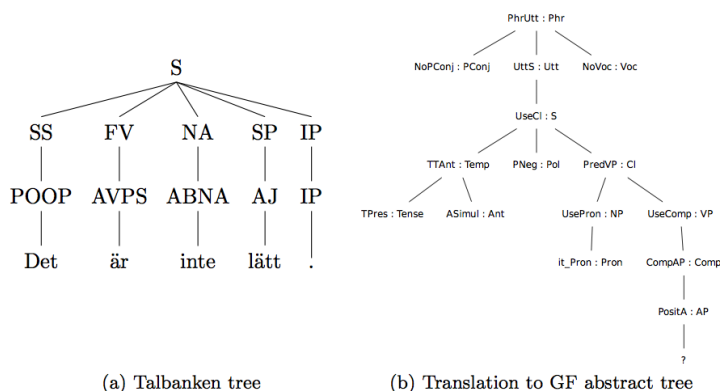 PhrUtt : Phr
NoPConj : PConj UttS : Utt NoVoc : Voc
UseCl : S
TTAnt : Temp PNeg : Pol PredVP : Cl
TPres : Tense ASimul : Ant UsePron : NP UseComp : VP
it_Pron : Pron CompAP : Comp
PositA : AP
?
S
SS FV NA SP IP
POOP AVPS ABNA AJ IP
Det är inte lätt .
(a) Talbanken tree
(b) Translation to GF abstract tree